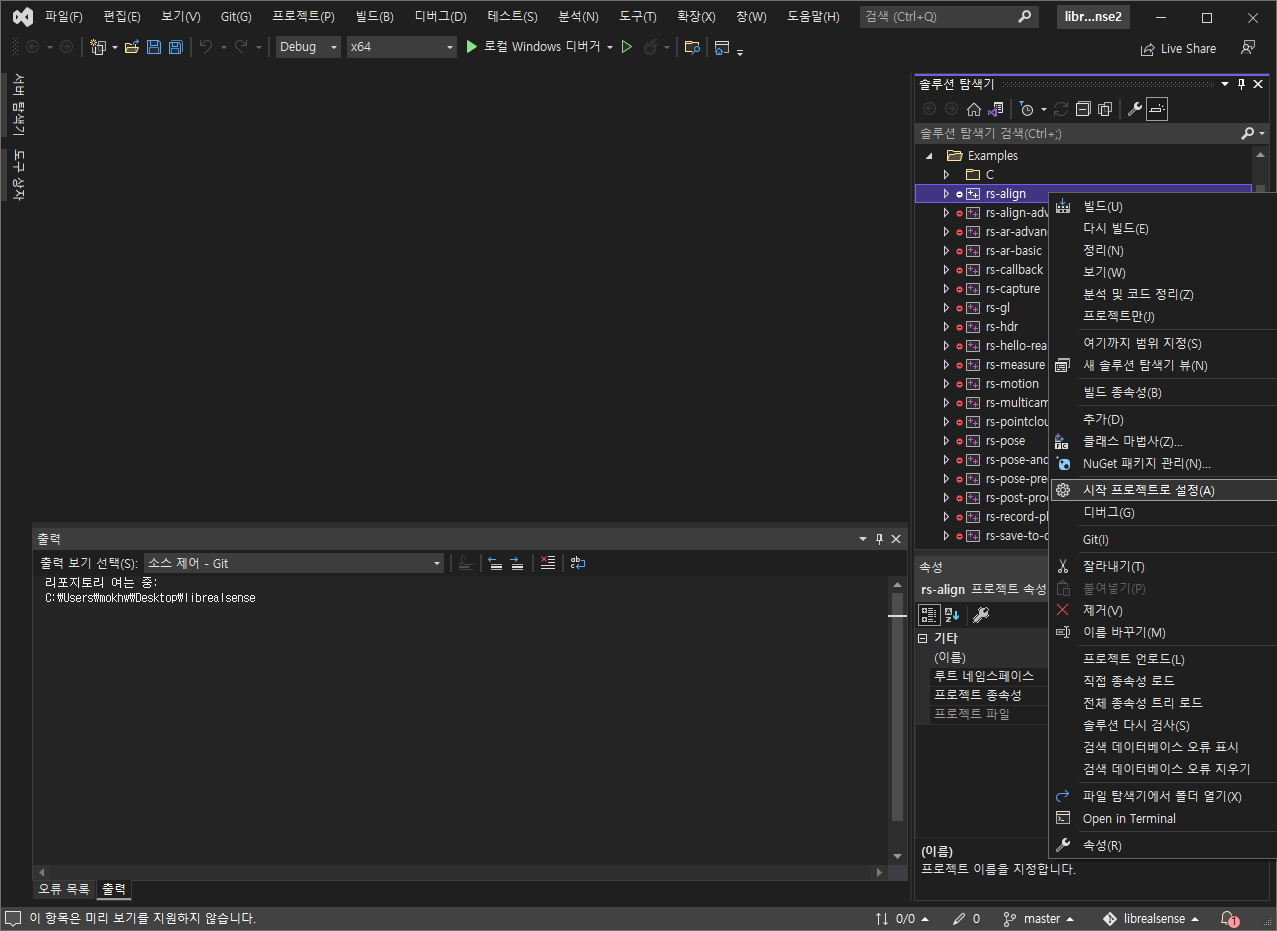 파일(F) 편집(E) 보기(V) Git(G) 프로젝트(P) 빌드(B) 디버그(D) 테스트(S) 분석(N) 도구(T) 확장(X) 창(W) 도움말(H) 검색 (Ctrl+Q) libr...nse2
Debug x64 로컬 Windows 디버거 Live Share
서버 탐색기
도구 상자
솔루션 탐색기
솔루션 탐색기 검색(Ctrl+;)
Examples
C
rs-align
rs-align-adv
rs-ar-advan
rs-ar-basic
rs-callback
rs-capture
rs-gl
rs-hdr
rs-hello-rea
rs-measure
rs-motion
rs-multicam
rs-pointclou
rs-pose
rs-pose-and
rs-pose-pre
rs-post-proc
rs-record-pl
rs-save-to-d
빌드(U)
다시 빌드(E)
정리(N)
보기(W)
분석 및 코드 정리(Z)
프로젝트만(J)
여기까지 범위 지정(S)
새 솔루션 탐색기 뷰(N)
빌드 종속성(B)
추가(D)
클래스 마법사(Z)...
NuGet 패키지 관리(N)...
시작 프로젝트로 설정(A)
디버그(G)
Git(I)
잘라내기(T)
붙여넣기(P)
제거(V)
이름 바꾸기(M)
프로젝트 언로드(L)
직접 종속성 로드
전체 종속성 트리 로드
솔루션 다시 검사(S)
검색 데이터베이스 오류 표시
검색 데이터베이스 오류 지우기
파일 탐색기에서 폴더 열기(X)
Open in Terminal
속성(R)
출력
출력 보기 선택(S): 소스 제어 - Git
리포지토리 여는 중:
C:\Users\mokhw\Desktop\librealsense
속성
rs-align 프로젝트 속성
기타
(이름)
루트 네임스페이스
프로젝트 종속성
프로젝트 파일
(이름)
프로젝트 이름을 지정합니다.
오류 목록 출력
이 항목은 미리 보기를 지원하지 않습니다. 0/0 0 master librealsense 1